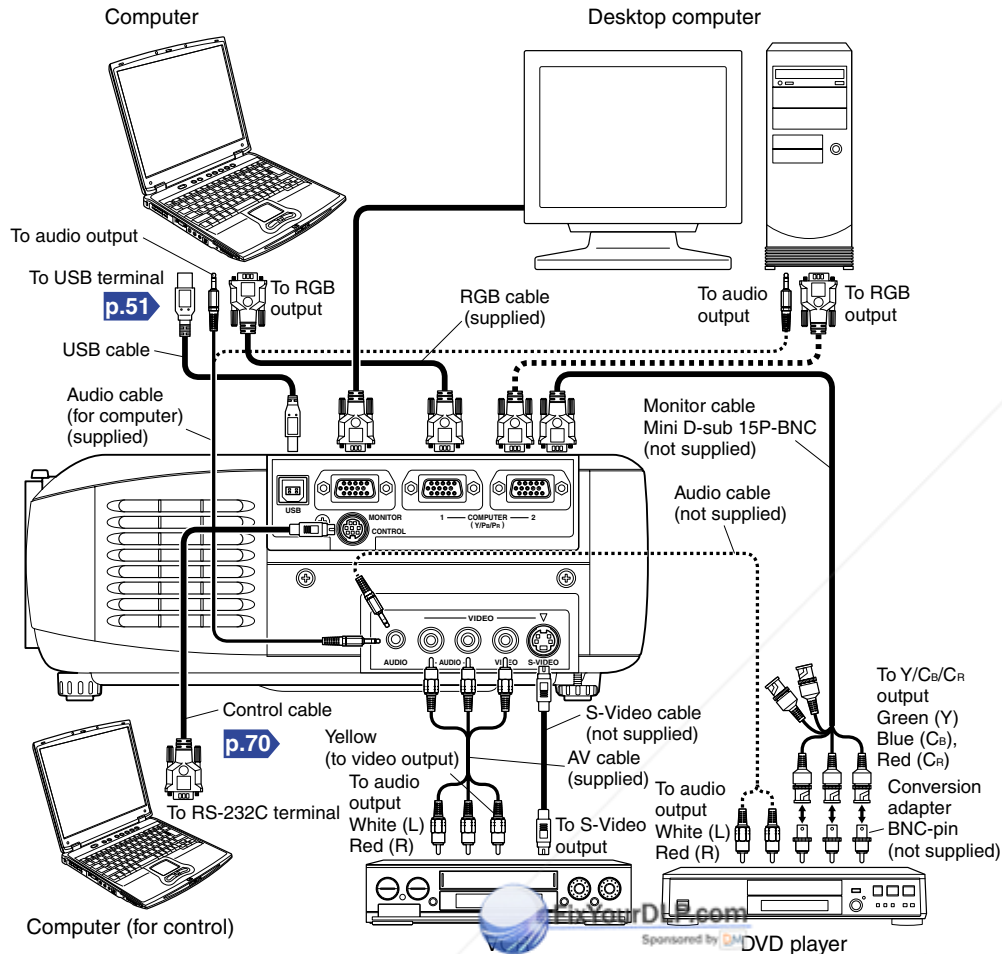 Computer
Desktop computer
To audio output
To USB terminal
p.51
To RGB
output
RGB cable
(supplied)
To audio
output
To RGB
output
USB cable
Audio cable
(for computer)
(supplied)
Monitor cable
Mini D-sub 15P-BNC
(not supplied)
Audio cable
(not supplied)
USB
MONITOR
CONTROL
1 — COMPUTER — 2
(Y/PB/PR)
VIDEO
AUDIO
- AUDIO -
VIDEO
S-VIDEO
To Y/CB/CR
output
Green (Y)
Blue (CB),
Red (CR)
Control cable
p.70
S-Video cable
(not supplied)
Yellow
(to video output)
AV cable
(supplied)
To audio
output
White (L)
Red (R)
To RS-232C terminal
To S-Video
output
To audio
output
White (L)
Red (R)
Conversion
adapter
BNC-pin
(not supplied)
Computer (for control)
FixYourDLP.com
Sponsored by
DVD player